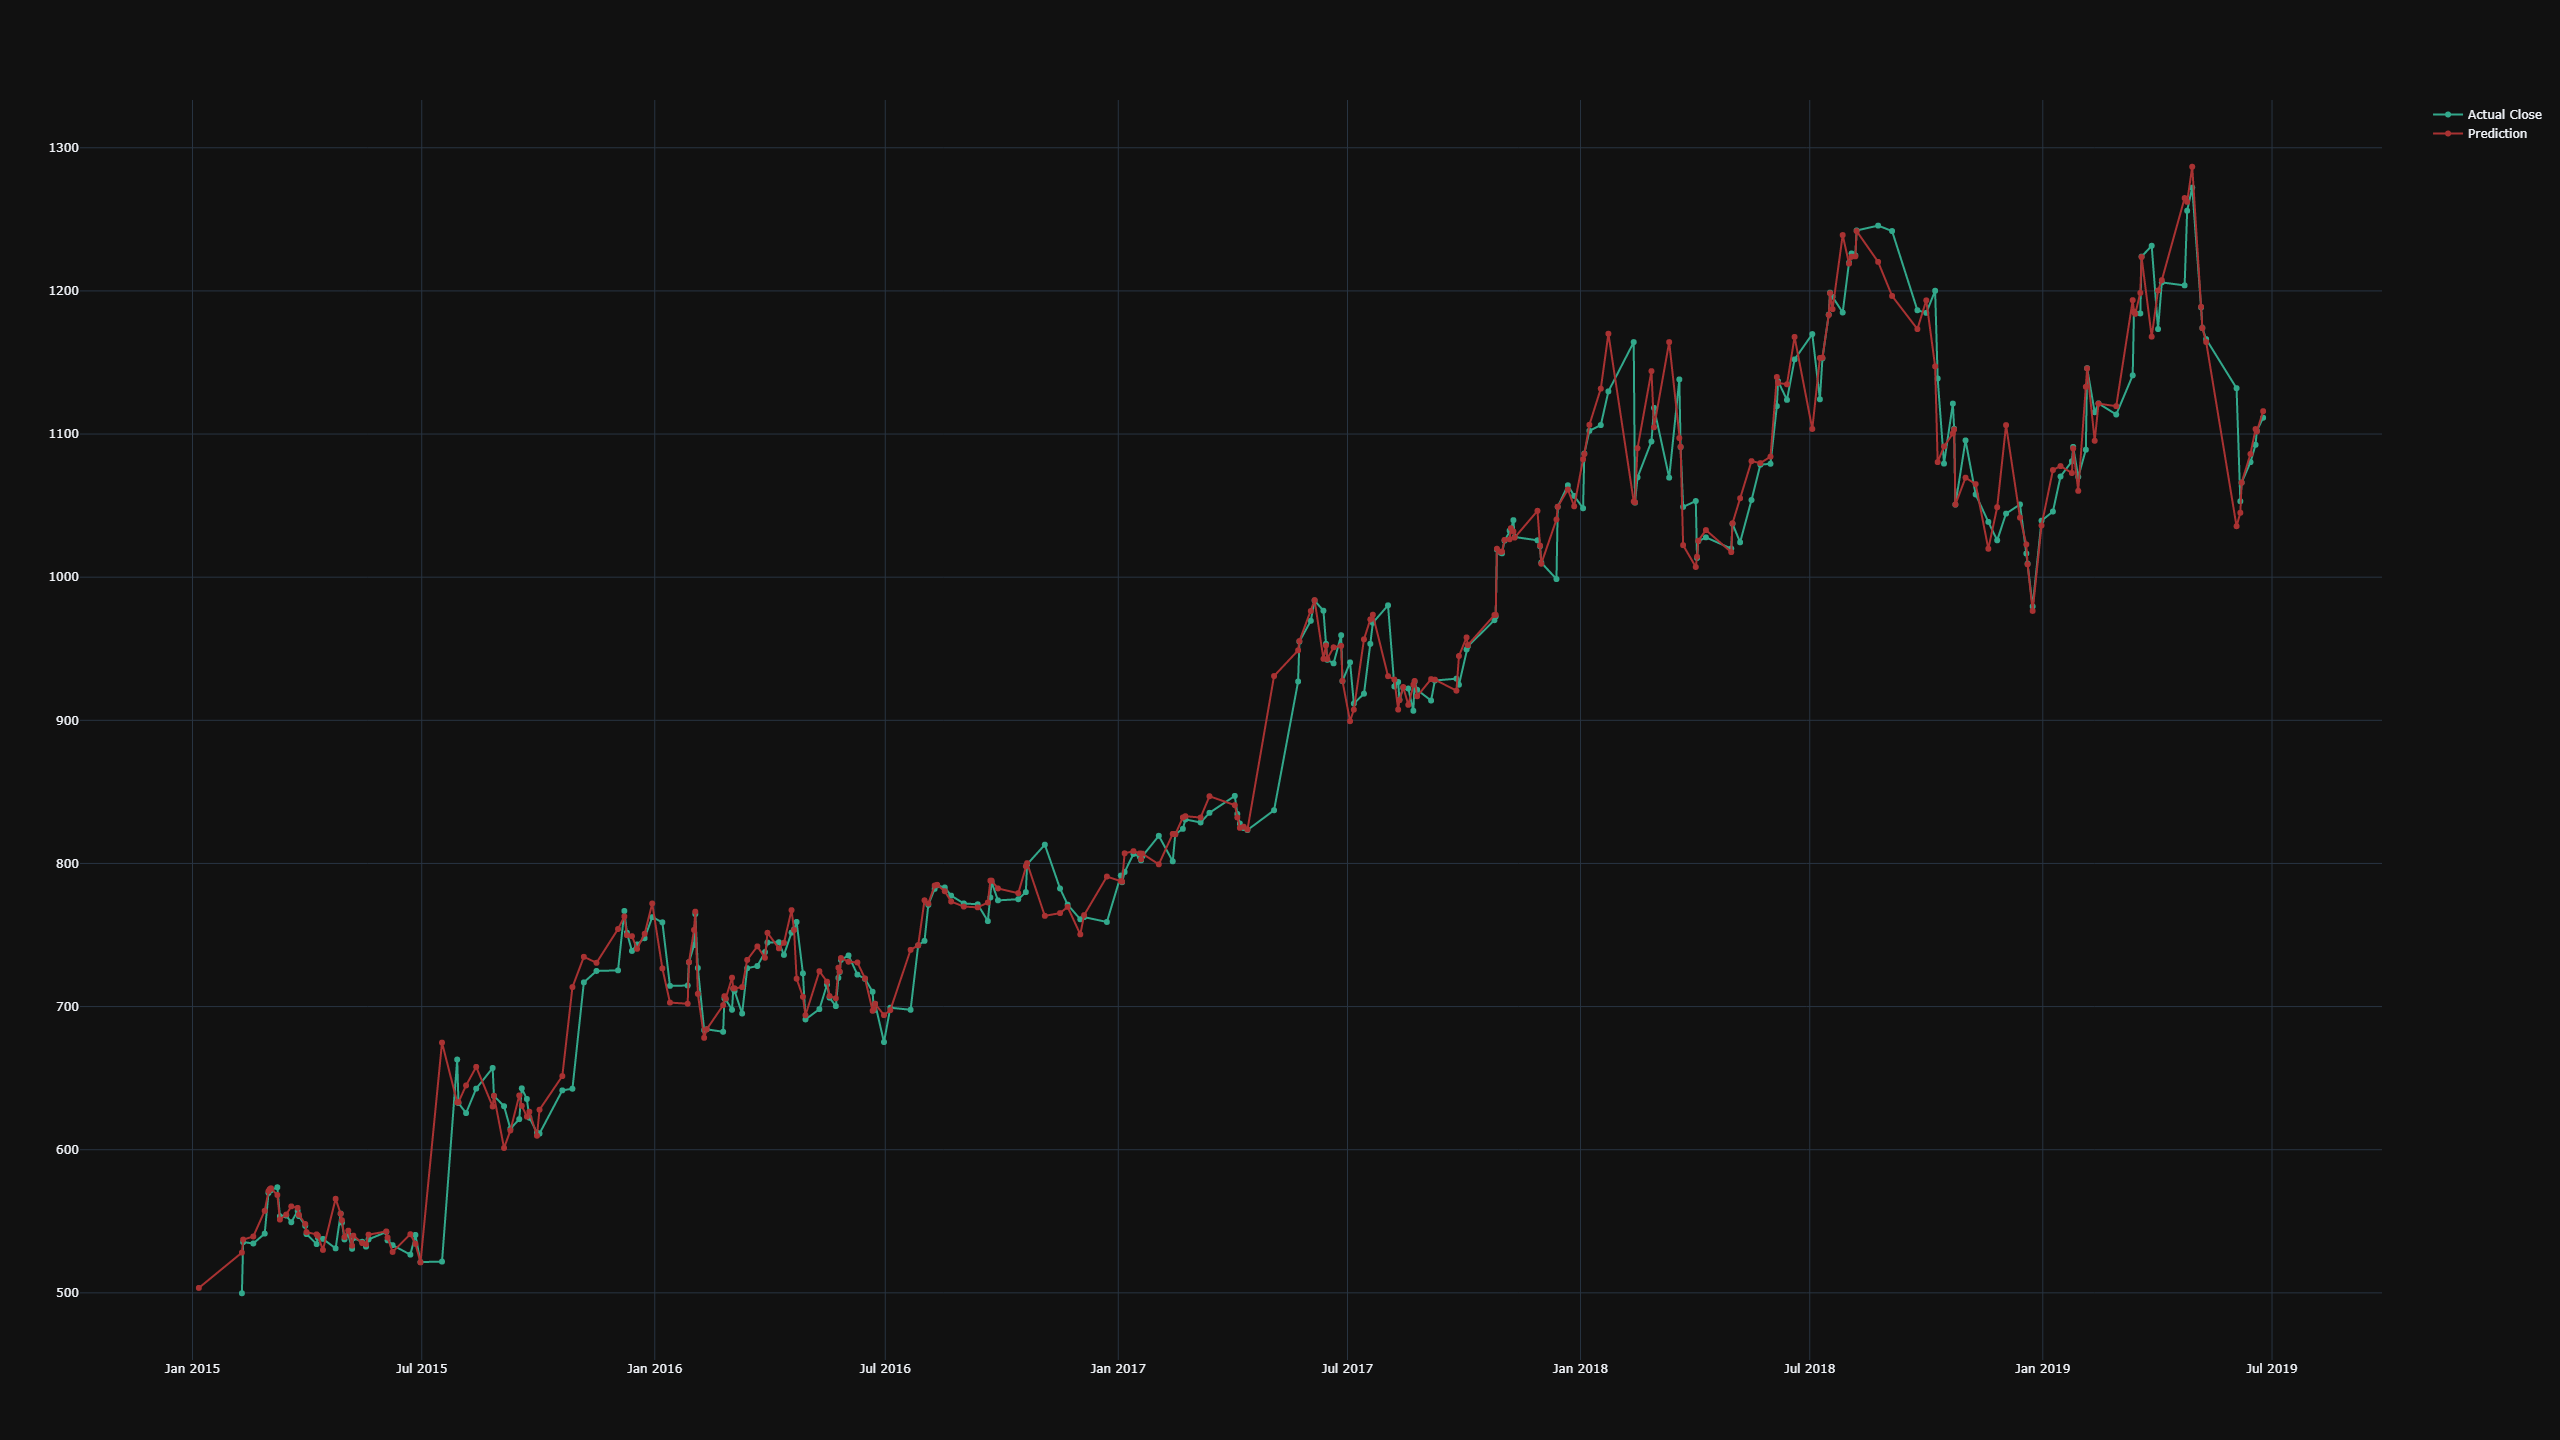 Actual Close
Prediction
1300
1200
1100
1000
900
800
700
600
500
Jan 2015
Jul 2015
Jan 2016
Jul 2016
Jan 2017
Jul 2017
Jan 2018
Jul 2018
Jan 2019
Jul 2019